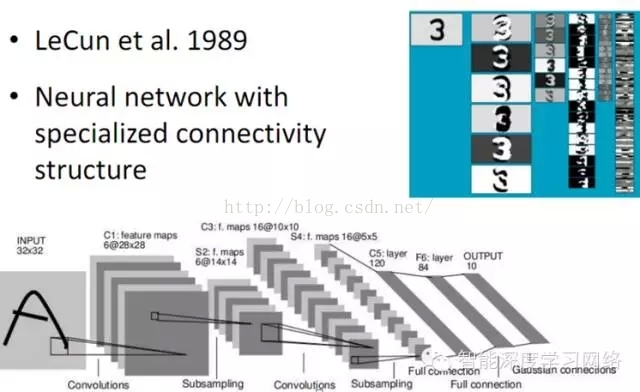 • LeCun et al. 1989
• Neural network with
specialized connectivity
structure
3
http://blog.csdn.net/
INPUT
32x32
C1: feature maps
6@28x28
C3: f. maps 16@10x10
S2: f. maps
6@14x14
S4: f. maps 16@5x5
C5: layer
120
F6: layer
84
OUTPUT
10
A
Convolutions
Subsampling
Convolutions
Subsampling
Full connection
Full connection
Gaussian connections
智能深度学习网络